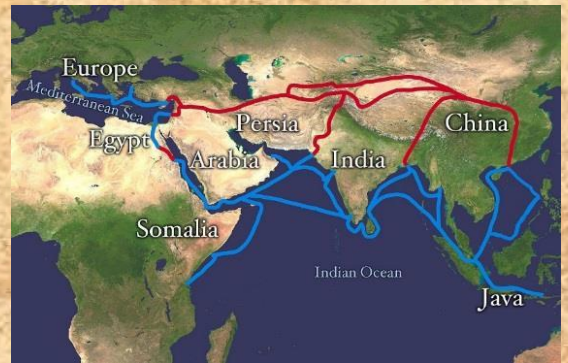 Europe
Mediterranean Sea
Egypt
Persia
China
Arabia
India
Somalia
Indian Ocean
Java